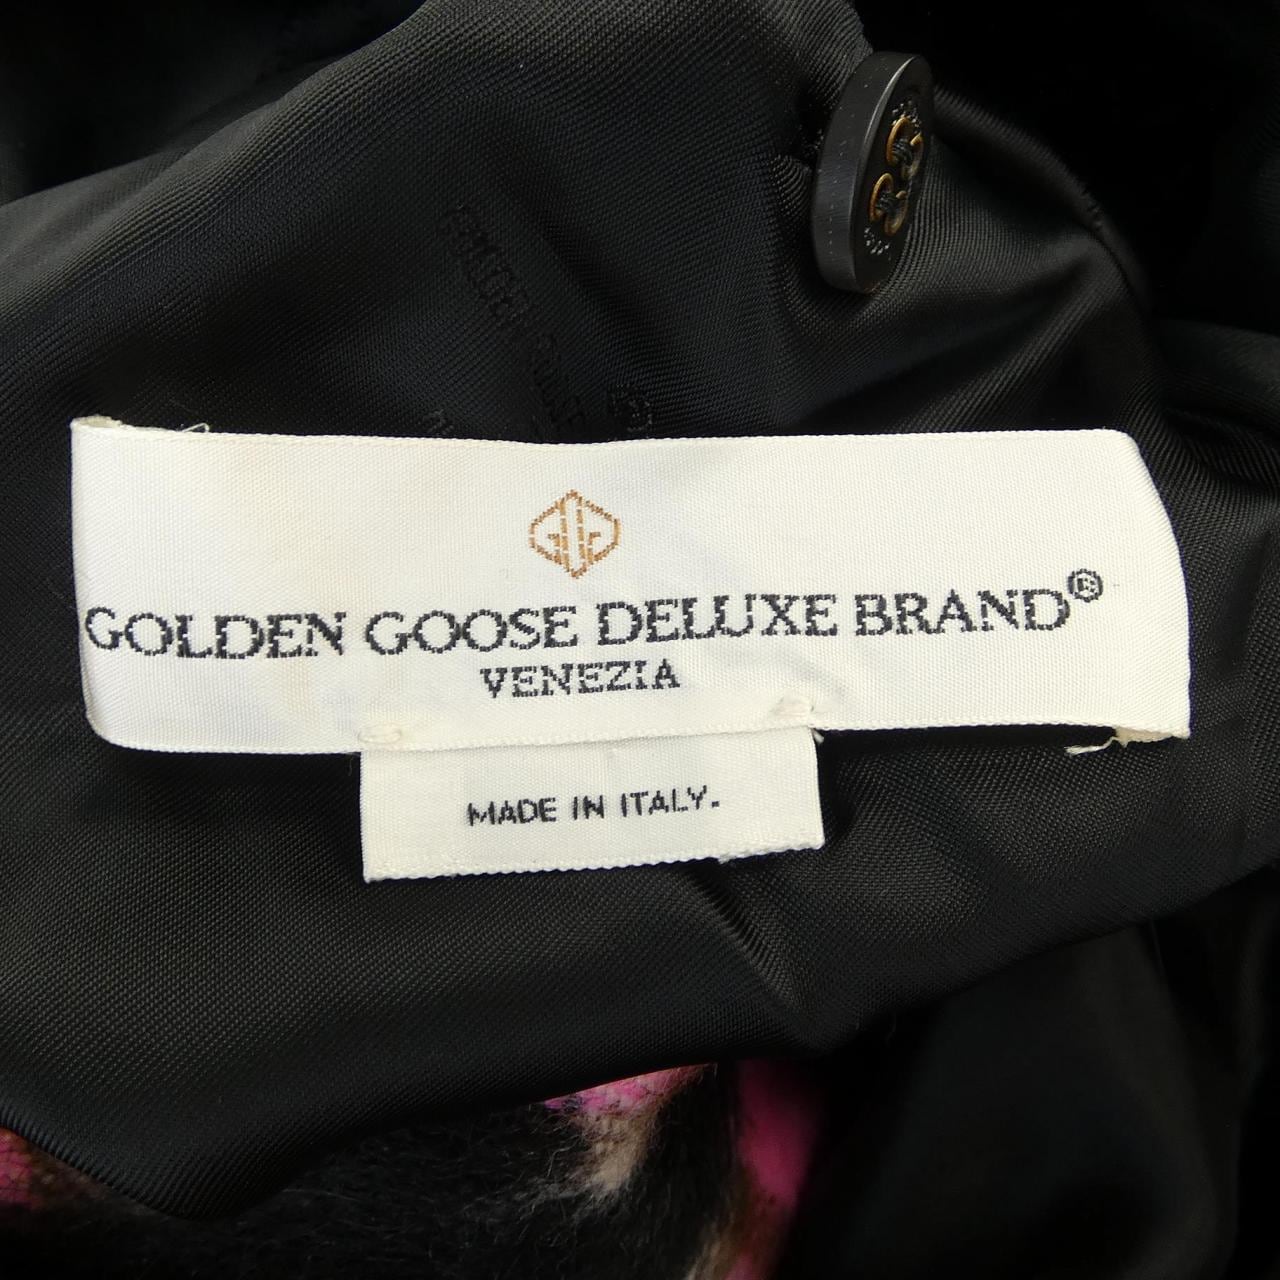 GOLDEN GOOSE DELUXE BRAND®
VENEZIA
MADE IN ITALY.